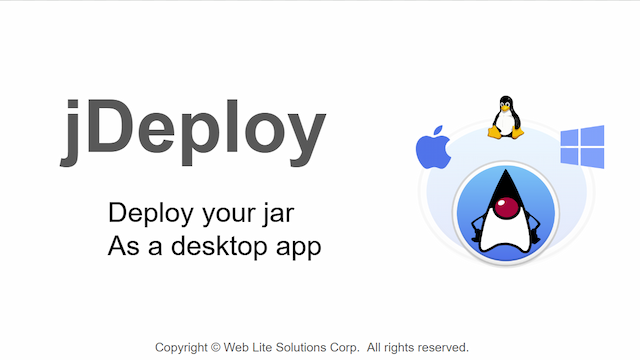 jDeploy
Deploy your jar
As a desktop app
Copyright © Web Lite Solutions Corp.  All rights reserved.